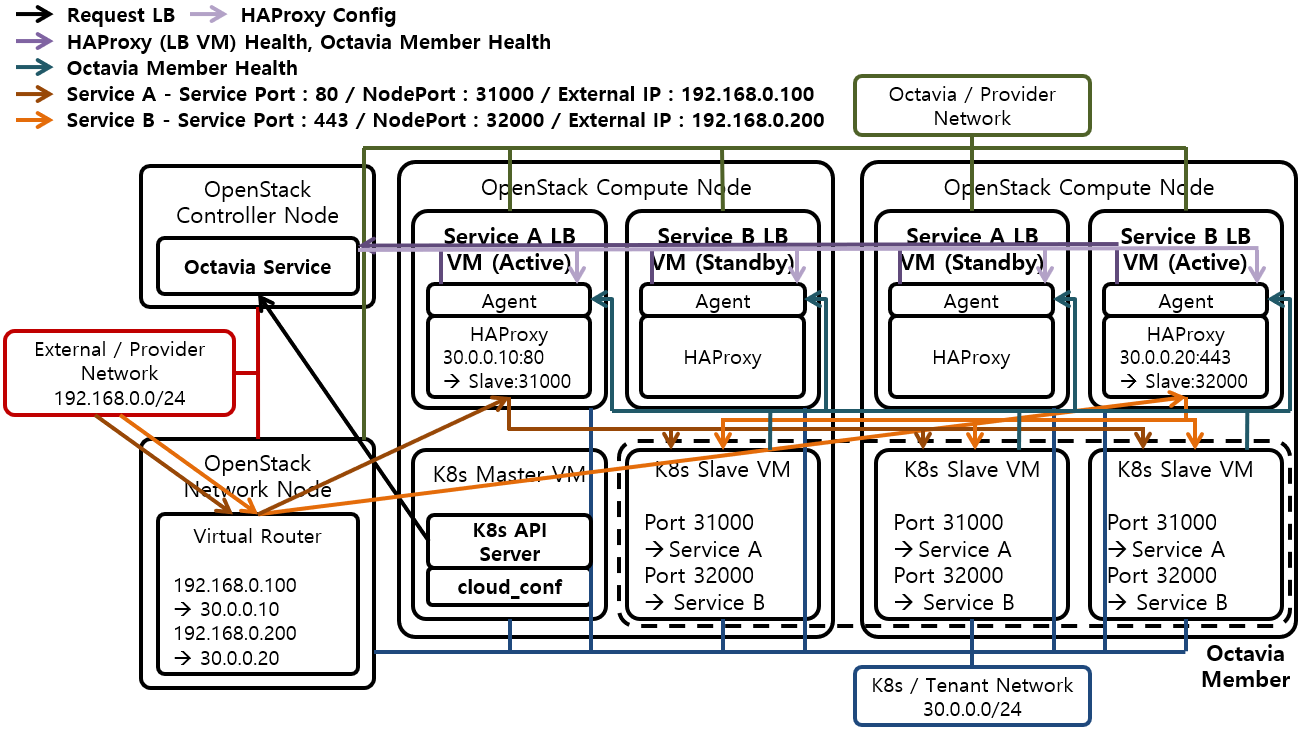 Request LB
HAProxy Config
HAProxy (LB VM) Health, Octavia Member Health
Octavia Member Health
Service A - Service Port : 80 / NodePort : 31000 / External IP : 192.168.0.100
Service B - Service Port : 443 / NodePort : 32000 / External IP : 192.168.0.200
Octavia / Provider
Network
OpenStack
Controller Node
Octavia Service
OpenStack Compute Node
Service A LB
VM (Active)
Agent
HAProxy
30.0.0.10:80
→ Slave:31000
Service B LB
VM (Standby)
Agent
HAProxy
OpenStack Compute Node
Service A LB
VM (Standby)
Agent
HAProxy
Service B LB
VM (Active)
Agent
HAProxy
30.0.0.20:443
→ Slave:32000
External / Provider
Network
192.168.0.0/24
OpenStack
Network Node
Virtual Router
192.168.0.100
→ 30.0.0.10
192.168.0.200
→ 30.0.0.20
K8s Master VM
K8s API
Server
cloud_conf
K8s Slave VM
Port 31000
→ Service A
Port 32000
→ Service B
K8s Slave VM
Port 31000
→ Service A
Port 32000
→ Service B
K8s Slave VM
Port 31000
→ Service A
Port 32000
→ Service B
Octavia
Member
K8s / Tenant Network
30.0.0.0/24